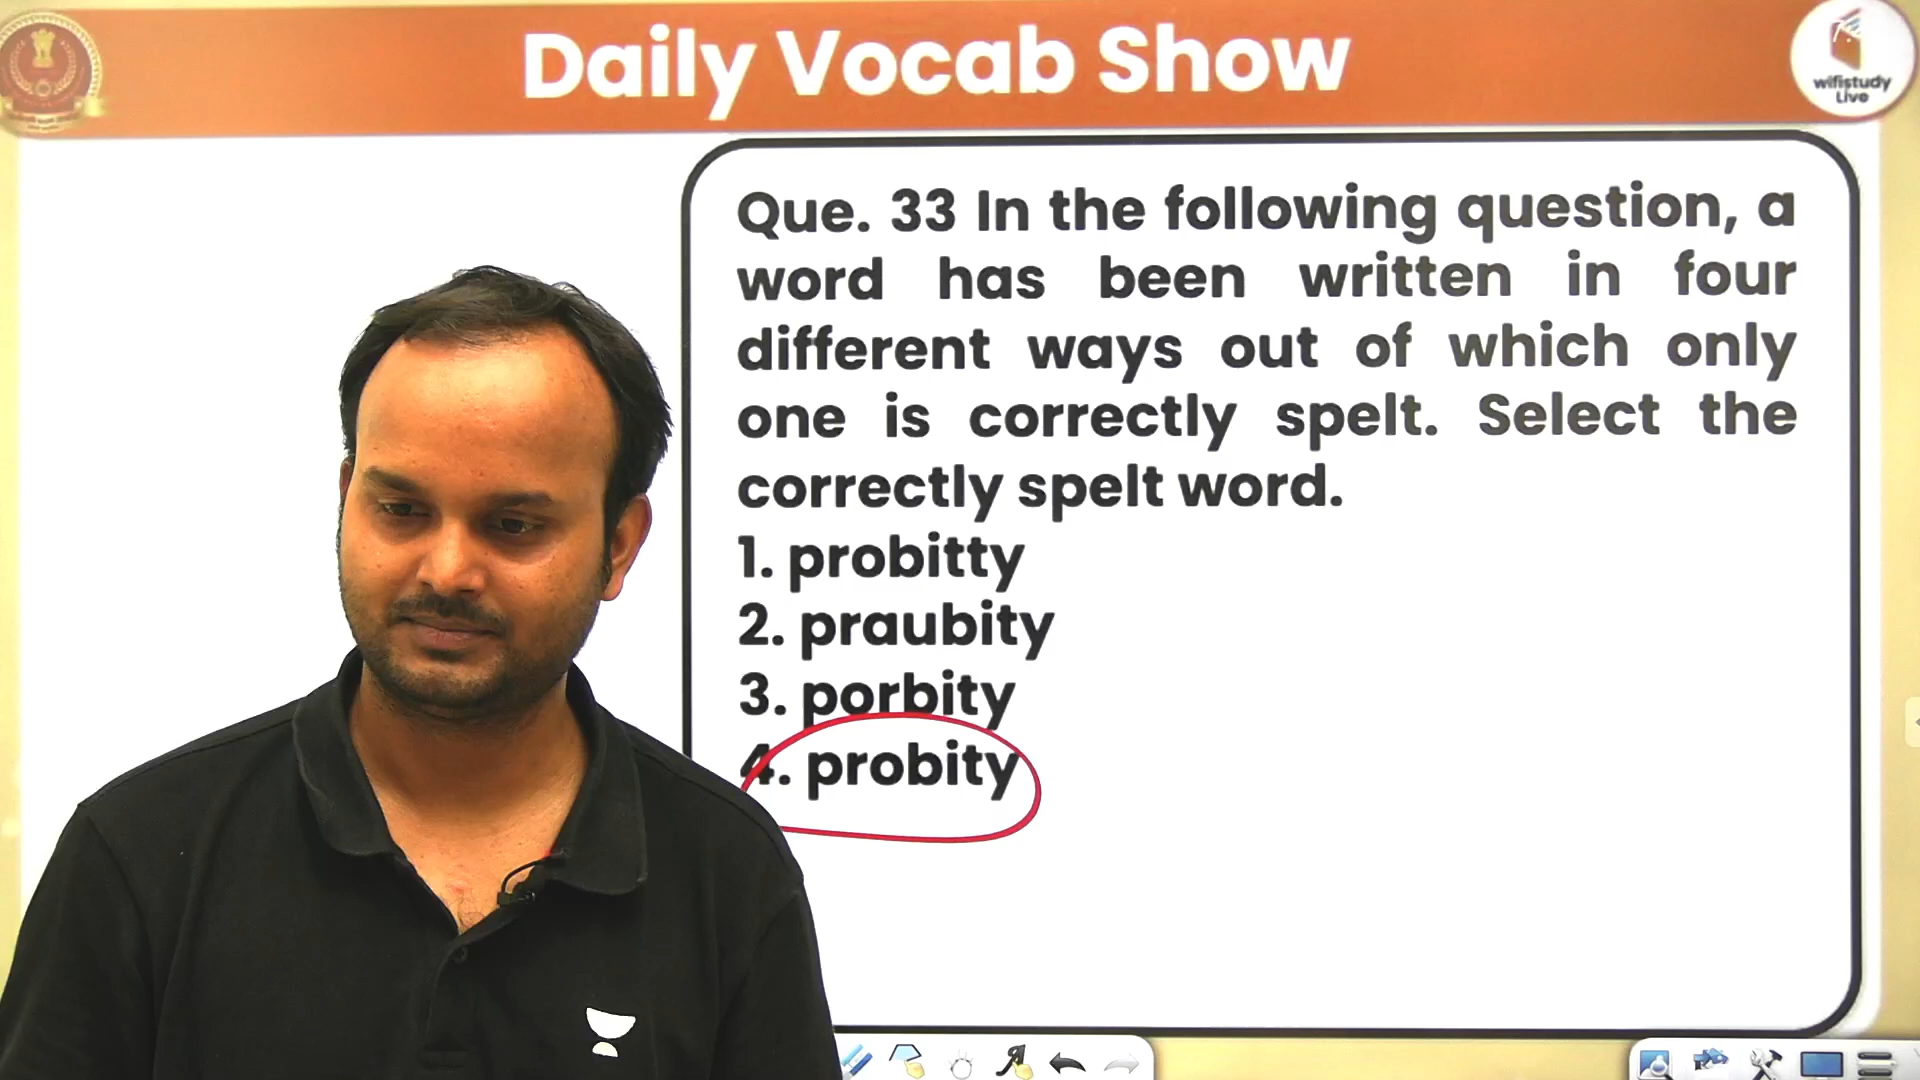 Daily Vocab Show
wifistudy
Live
Que. 33 In the following question, a
word has been written in four
different ways out of which only
one is correctly spelt. Select the
correctly spelt word.
1. probitty
2. praubity
3. porbity
4. probity